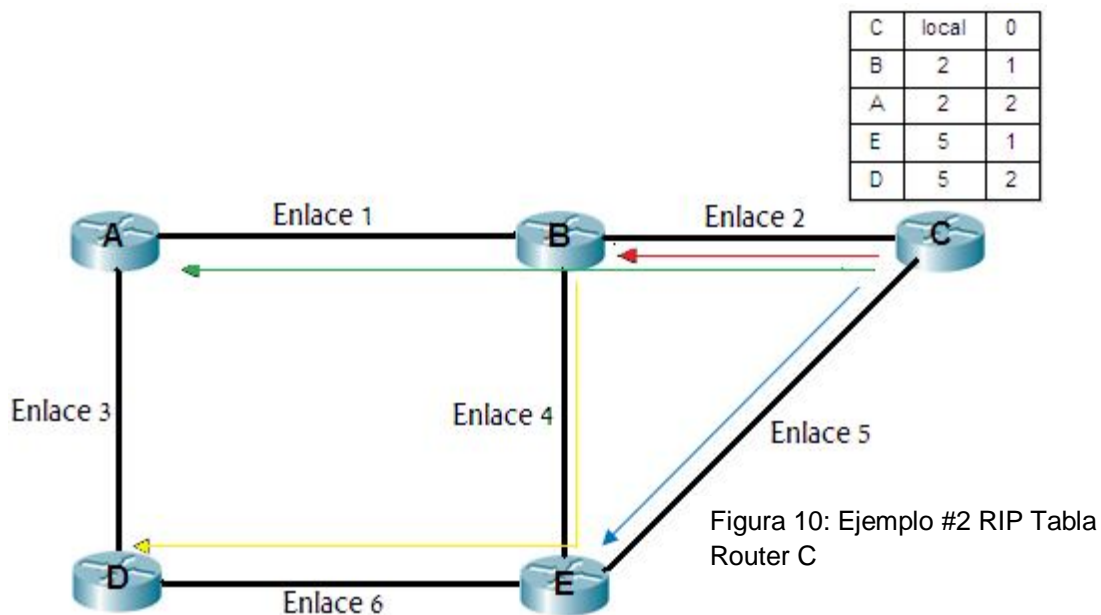 C local 0
B 2 1
A 2 2
E 5 1
D 5 2
Enlace 1
Enlace 2
A
B
C
Enlace 3
Enlace 4
Enlace 5
Figura 10: Ejemplo #2 RIP Tabla
Router C
D
E
Enlace 6